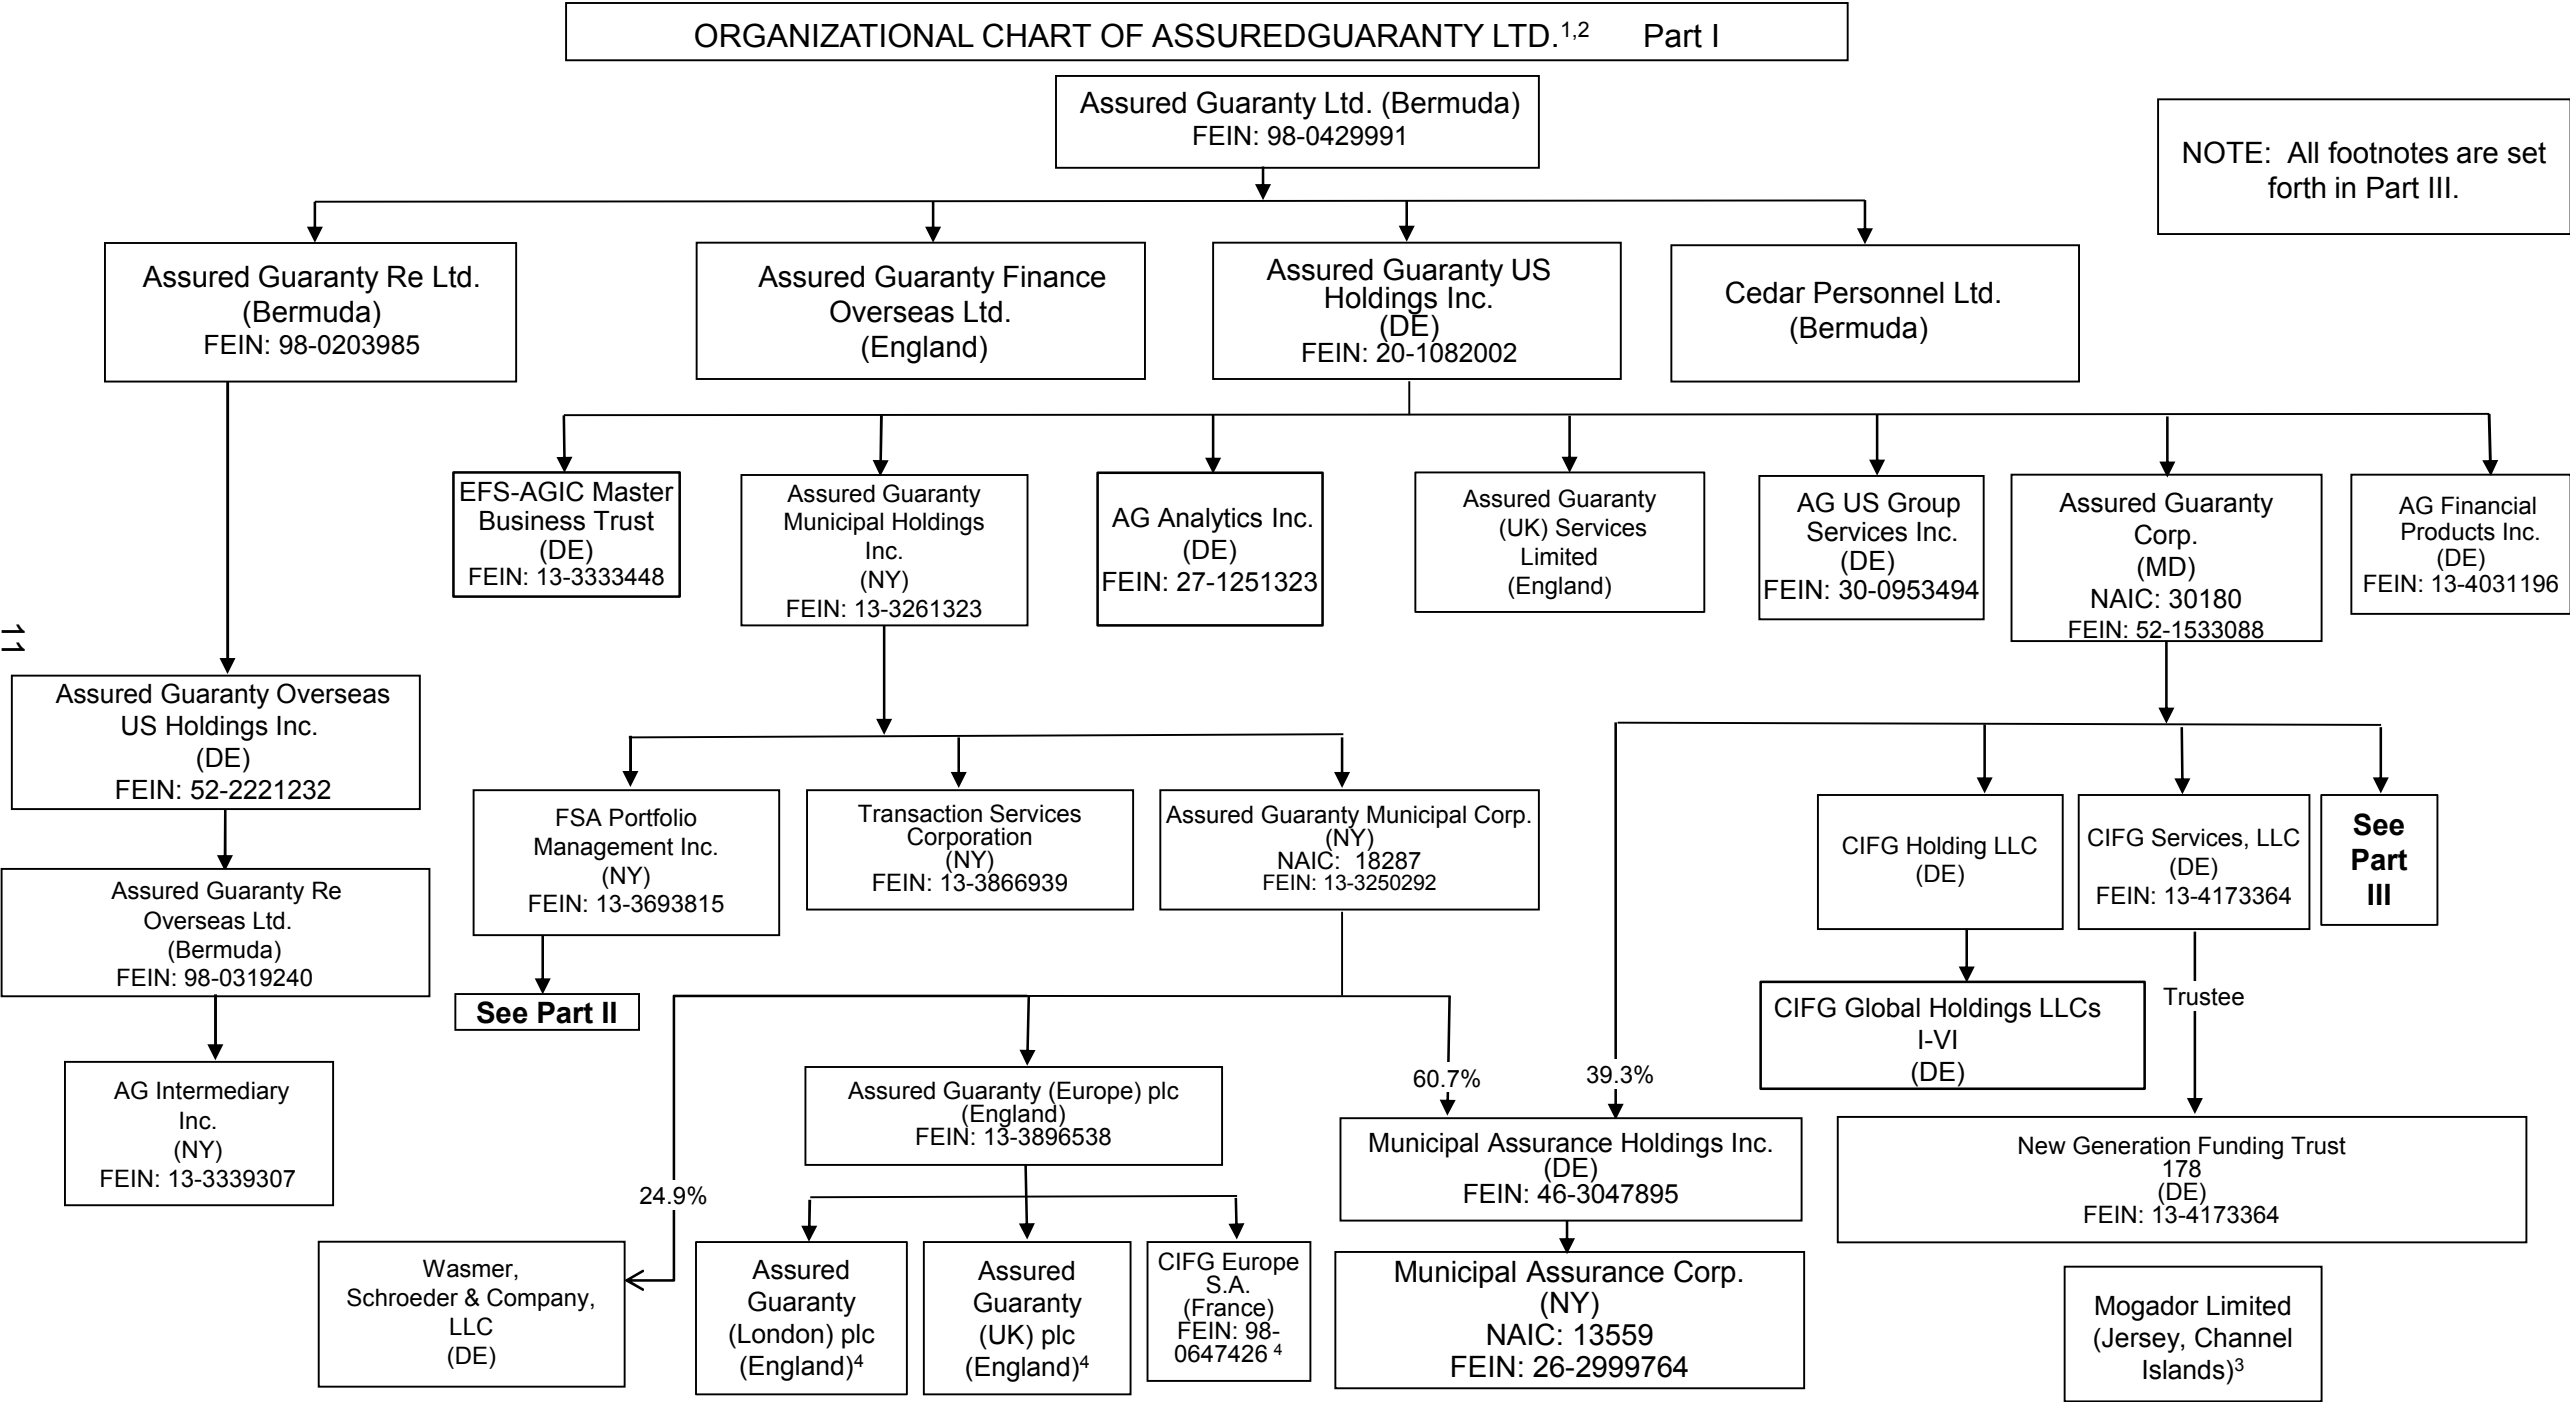 ORGANIZATIONAL CHART OF ASSUREDGUARANTY LTD.1,2 Part I
Assured Guaranty Ltd. (Bermuda)
FEIN: 98-0429991
NOTE: All footnotes are set
forth in Part III.
Assured Guaranty Re Ltd.
(Bermuda)
FEIN: 98-0203985
Assured Guaranty Finance
Overseas Ltd.
(England)
Assured Guaranty US
Holdings Inc.
(DE)
FEIN: 20-1082002
Cedar Personnel Ltd.
(Bermuda)
EFS-AGIC Master
Business Trust
(DE)
FEIN: 13-3333448
Assured Guaranty
Municipal Holdings
Inc.
(NY)
FEIN: 13-3261323
AG Analytics Inc.
(DE)
FEIN: 27-1251323
Assured Guaranty
(UK) Services
Limited
(England)
AG US Group
Services Inc.
(DE)
FEIN: 30-0953494
Assured Guaranty
Corp.
(MD)
NAIC: 30180
FEIN: 52-1533088
AG Financial
Products Inc.
(DE)
FEIN: 13-4031196
11
Assured Guaranty Overseas
US Holdings Inc.
(DE)
FEIN: 52-2221232
FSA Portfolio
Management Inc.
(NY)
FEIN: 13-3693815
Transaction Services
Corporation
(NY)
FEIN: 13-3866939
Assured Guaranty Municipal Corp.
(NY)
NAIC: 18287
FEIN: 13-3250292
CIFG Holding LLC
(DE)
CIFG Services, LLC
(DE)
FEIN: 13-4173364
See
Part
III
Assured Guaranty Re
Overseas Ltd.
(Bermuda)
FEIN: 98-0319240
See Part II
CIFG Global Holdings LLCs
I-VI
(DE)
Trustee
AG Intermediary
Inc.
(NY)
FEIN: 13-3339307
Assured Guaranty (Europe) plc
(England)
FEIN: 13-3896538
60.7%
39.3%
Municipal Assurance Holdings Inc.
(DE)
FEIN: 46-3047895
New Generation Funding Trust
178
(DE)
FEIN: 13-4173364
24.9%
Wasmer,
Schroeder & Company,
LLC
(DE)
Assured
Guaranty
(London) plc
(England)4
Assured
Guaranty
(UK) plc
(England)4
CIFG Europe
S.A.
(France)
FEIN: 98-
0647426 4
Municipal Assurance Corp.
(NY)
NAIC: 13559
FEIN: 26-2999764
Mogador Limited
(Jersey, Channel
Islands)3